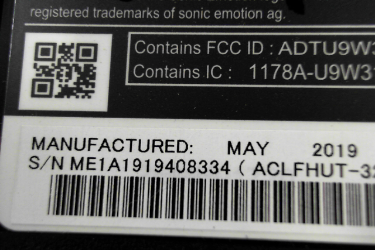 registered trademarks of sonic emotion ag.
Contains FCC ID : ADTU9W3
Contains IC : 1178A-U9W3
MANUFACTURED: MAY 2019
S/N ME1A1919408334 ( ACLFHUT-32